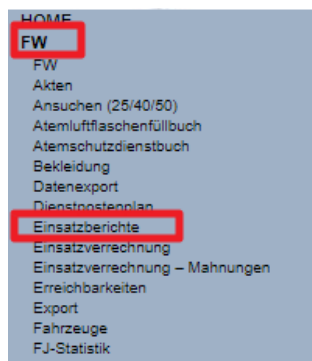 HOME
FW
FW
Akten
Ansuchen (25/40/50)
Atemluftflaschenfüllbuch
Atemschutzdienstbuch
Bekleidung
Datenexport
Dienstpostenplan
Einsatzberichte
Einsatzverrechnung
Einsatzverrechnung – Mahnungen
Erreichbarkeiten
Export
Fahrzeuge
FJ-Statistik